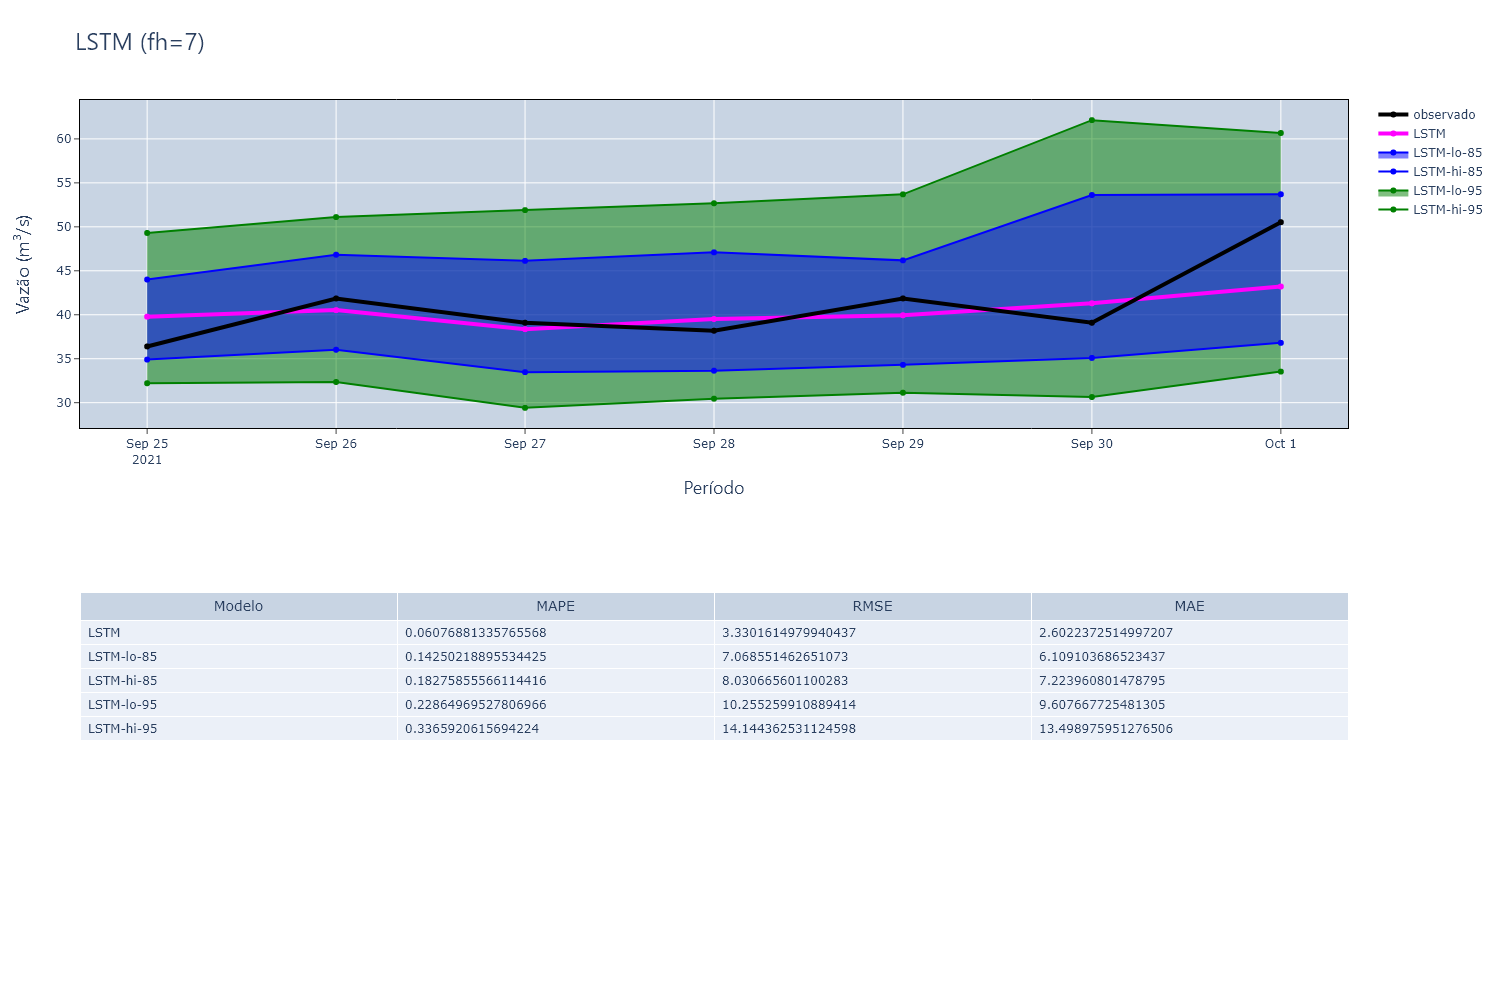 LSTM (fh=7)
observado
LSTM
LSTM-lo-85
LSTM-hi-85
LSTM-lo-95
LSTM-hi-95
Vazão (m³/s)
60
55
50
45
40
35
30
Sep 25 Sep 26 Sep 27 Sep 28 Sep 29 Sep 30 Oct 1
2021
Período
Modelo MAPE RMSE MAE
LSTM 0.06076881335765568 3.3301614979940437 2.6022372514997207
LSTM-lo-85 0.14250218895534425 7.068551462651073 6.109103686523437
LSTM-hi-85 0.18275855566114416 8.030665601100283 7.223960801478795
LSTM-lo-95 0.22864969527806966 10.255259910889414 9.607667725481305
LSTM-hi-95 0.3365920615694224 14.144362531124598 13.498975951276506